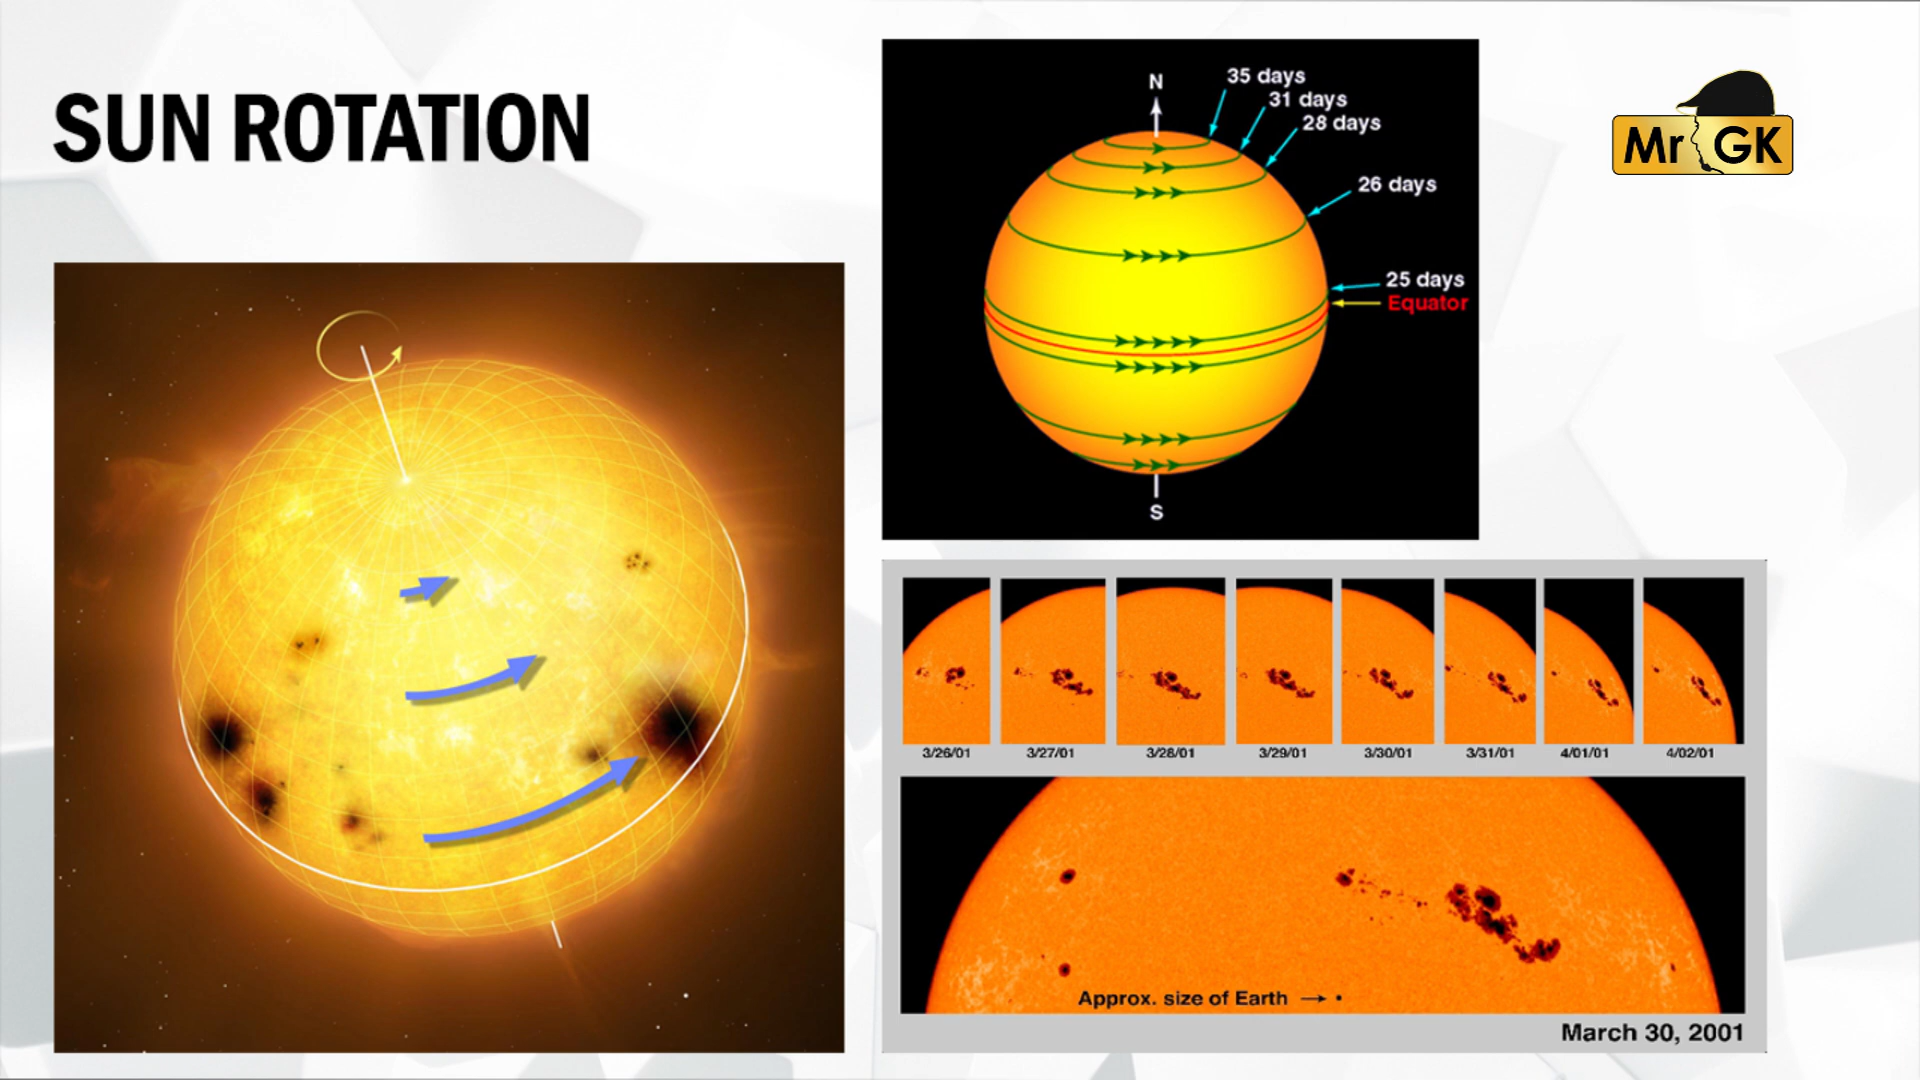 SUN ROTATION
N
35 days
31 days
28 days
26 days
25 days
Equator
S
Mr GK
3/26/01 3/27/01 3/28/01 3/29/01 3/30/01 3/31/01 4/01/01 4/02/01
Approx. size of Earth →
March 30, 2001